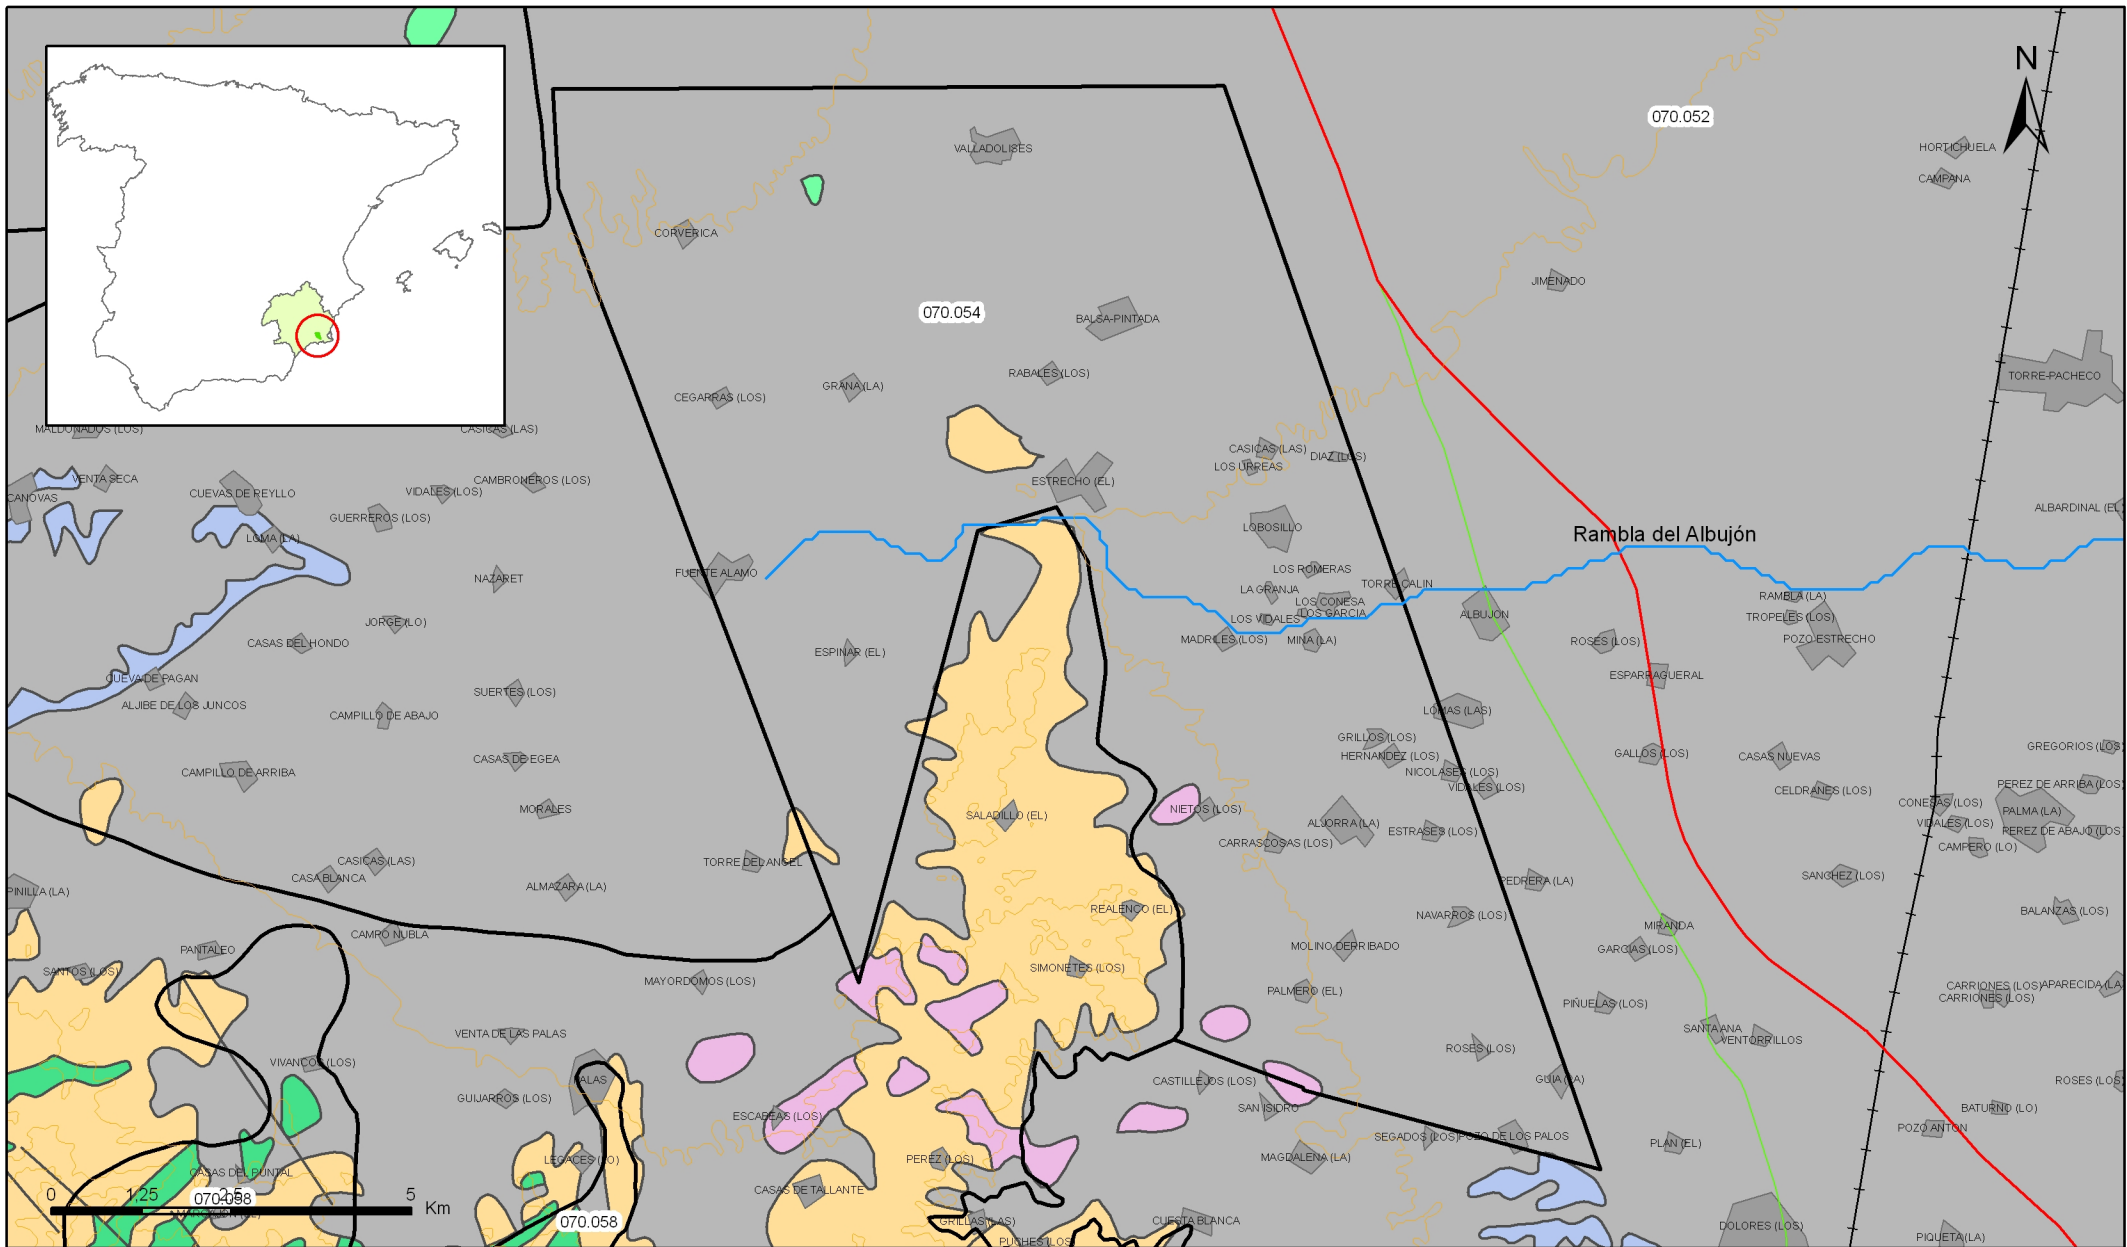 N
070.052
HORTICHUELA
VALLADOLISES
CAMPANA
CORVERICA
JIMENADO
070.054
BALSA-PINTADA
RABALES (LOS)
TORRE-PACHECO
GRANA (LA)
CEGARRAS (LOS)
MALDONADOS (LOS)
CASICAS (LAS)
CASICAS (LAS)
DIAZ (LOS)
LOS URREAS
VENTA SECA
CAMBRONEROS (LOS)
ESTRECHO (EL)
CUEVAS DE REYLLO
VIDALES (LOS)
CANOVAS
ALBARDINAL (EL
GUERREROS (LOS)
LOBOSILLO
Rambla del Albujón
LOMA (LA)
LOS ROMERAS
FUENTE ALAMO
NAZARET
TORRE CALIN
LA GRANJA
RAMBLA (LA)
LOS CONESA
LOS GARCIA
ALBUJON
TROPELES (LOS)
JORGE (LO)
LOS VIDALES
MADRILES (LOS)
MINA (LA)
ROSES (LOS)
POZO ESTRECHO
CASAS DEL HONDO
ESPINAR (EL)
ESPARRAGUERAL
CUEVA DE PAGAN
SUERTES (LOS)
ALJIBE DE LOS JUNCOS
CAMPILLO DE ABAJO
LOMAS (LAS)
GRILLOS (LOS)
GREGORIOS (LOS)
HERNANDEZ (LOS)
GALLOS (LOS)
CASAS NUEVAS
CASAS DE EGEA
CAMPILLO DE ARRIBA
NICOLASES (LOS)
PEREZ DE ARRIBA (LOS
VIDALES (LOS)
CELDRANES (LOS)
MORALES
NIETOS (LOS)
CONESAS (LOS)
PALMA (LA)
SALADILLO (EL)
VIDALES (LOS)
ALJORRA (LA)
ESTRASES (LOS)
PEREZ DE ABAJO (LOS
CARRASCOSAS (LOS)
CAMPERO (LO)
CASICAS (LAS)
TORRE DEL ANGEL
CASA BLANCA
ALMAZARA (LA)
PEDRERA (LA)
SANCHEZ (LOS)
PINILLA (LA)
REALENCO (EL)
NAVARROS (LOS)
BALANZAS (LOS)
MIRANDA
CAMPO NUBLA
PANTALEO
MOLINO DERRIBADO
GARCIAS (LOS)
SANTOS (LOS)
SIMONETES (LOS)
MAYORDOMOS (LOS)
PALMERO (EL)
CARRIONES (LOS)
APARECIDA (LA
CARRIONES (LOS)
PIÑUELAS (LOS)
VENTA DE LAS PALAS
SANTA ANA
VENTORRILLOS
ROSES (LOS)
VIVANCOS (LOS)
PALAS
CASTILLEJOS (LOS)
GUIA (LA)
ROSES (LOS
GUIJARROS (LOS)
SAN ISIDRO
BATURNO (LO)
ESCABEAS (LOS)
POZO ANTON
SEGADOS (LOS)
POZO DE LOS PALOS
PLAN (EL)
LEGACES (LO)
PEREZ (LOS)
MAGDALENA (LA)
CASAS DEL PUNTAL
CASAS DE TALLANTE
0
1,25
2,5
5
Km
070.058
070.058
GRILLAS (LAS)
CUESTA BLANCA
DOLORES (LOS)
PIQUETA (LA)
PUCHES (LOS)